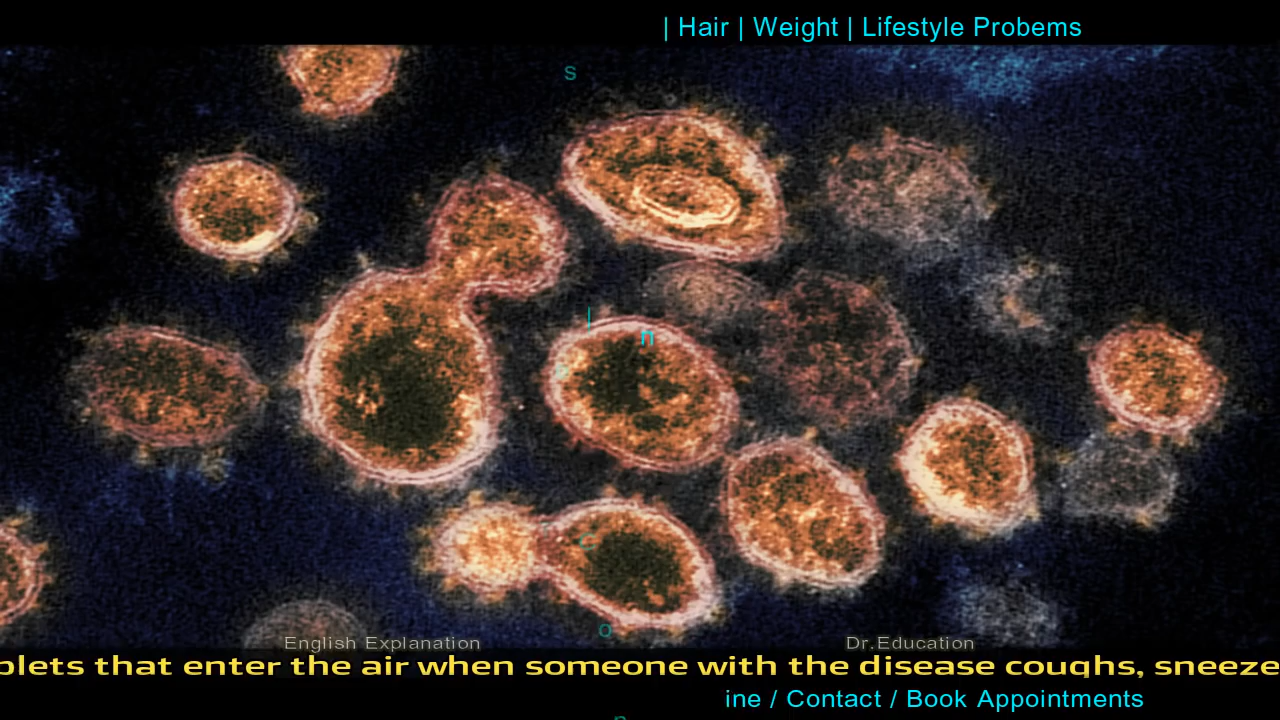 | Hair | Weight | Lifestyle Probems
s
l
n
c
o
English Explanation
Dr.Education
plets that enter the air when someone with the disease coughs, sneeze
ine / Contact / Book Appointments